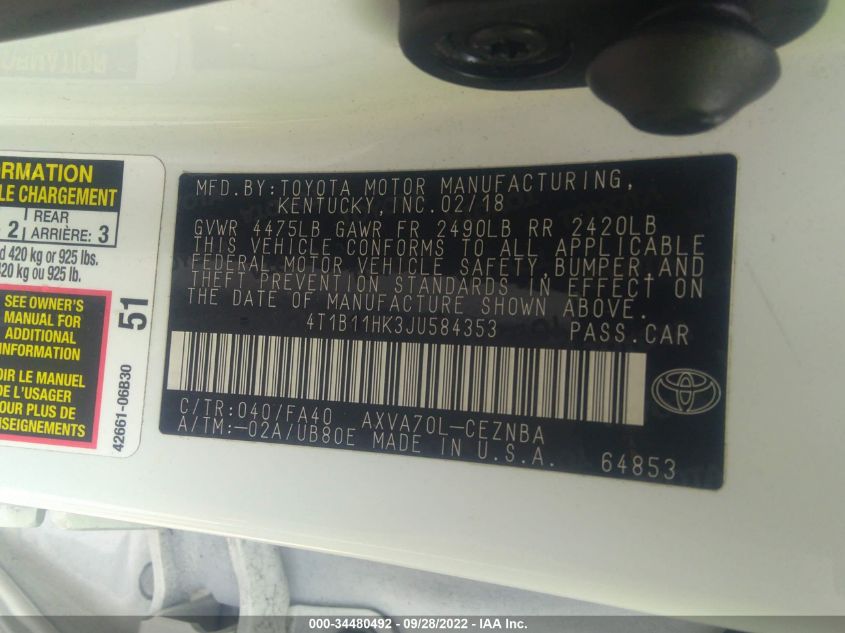 RMATION
LE CHARGEMENT
REAR
2 ARRIÈRE: 3
d 420 kg or 925 lbs.
420 kg ou 925 lb.
SEE OWNER'S
MANUAL FOR
ADDITIONAL
INFORMATION
OIR LE MANUEL
DE
POUR PLUS
NSEIGNEMENTS
51
42661-06B30
MFD. BY: TOYOTA MOTOR MANUFACTURING,
KENTUCKY, INC. 02/18
GVWR 4475LB GAWR FR 2490LB RR 2420LB
THIS VEHICLE CONFORMS TO ALL APPLICABLE
FEDERAL MOTOR VEHICLE SAFETY, BUMPER, AND
THEFT PREVENTION STANDARDS IN EFFECT ON
THE DATE OF MANUFACTURE SHOWN ABOVE.
4T1B11HK3JU584353 PASS. CAR
C/TR: 040/FA40 AXVA70L-CEZNBA
A/TM: -02A/UB80E MADE IN U.S.A.
64853
000-34480492 - 09/28/2022 - IAA Inc.